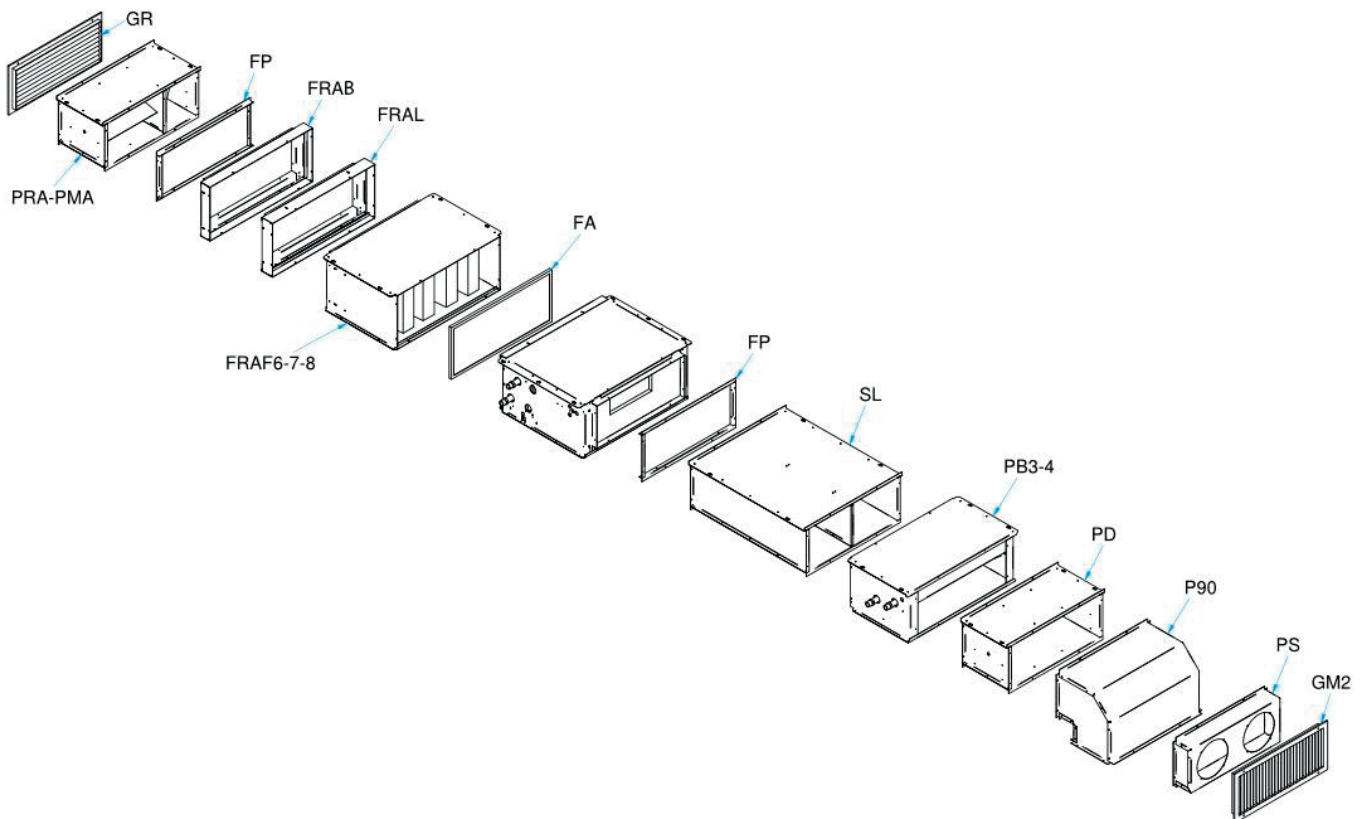 GR
FP
FRAB
FRAL
PRA-PMA
FA
FRAF6-7-8
FP
SL
PB3-4
PD
P90
PS
GM2